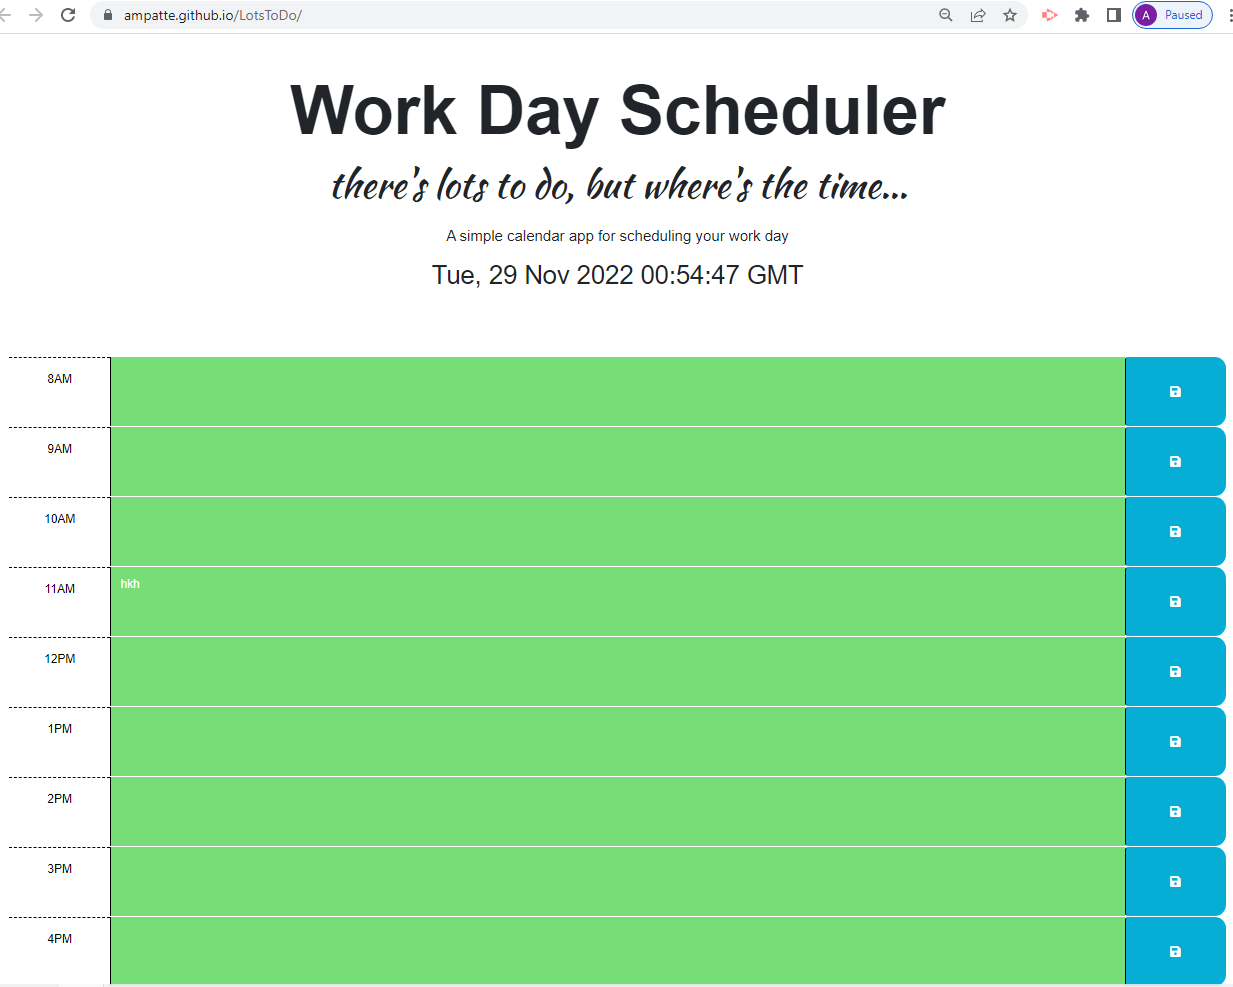 ampatte.github.io/LotsToDo/
A Paused
Work Day Scheduler
there's lots to do, but where's the time...
A simple calendar app for scheduling your work day
Tue, 29 Nov 2022 00:54:47 GMT
8AM
9AM
10AM
11AM hkh
12PM
1PM
2PM
3PM
4PM